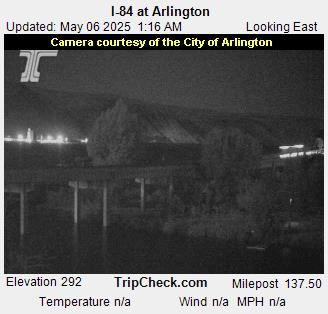 I-84 at Arlington
Updated: May 06 2025 1:16 AM Looking East
Camera courtesy of the City of Arlington
Elevation 292 TripCheck.com Milepost 137.50
Temperature n/a Wind n/a MPH n/a